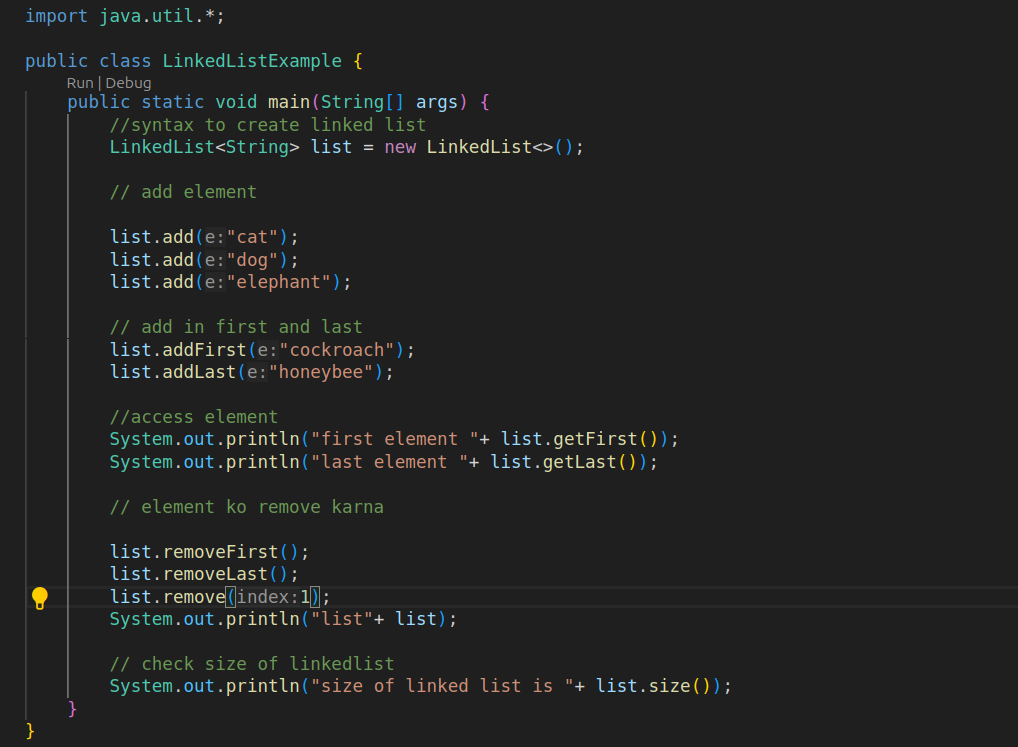 import java.util.*;
public class LinkedListExample {
Run | Debug
public static void main(String[] args) {
//syntax to create linked list
LinkedList<String> list = new LinkedList<>();
// add element
list.add(e:"cat");
list.add(e:"dog");
list.add(e:"elephant");
// add in first and last
list.addFirst(e:"cockroach");
list.addLast(e:"honeybee");
//access element
System.out.println("first element "+ list.getFirst());
System.out.println("last element "+ list.getLast());
// element ko remove karna
list.removeFirst();
list.removeLast();
list.remove(index:1);
System.out.println("list"+ list);
// check size of linkedlist
System.out.println("size of linked list is "+ list.size());
}
}